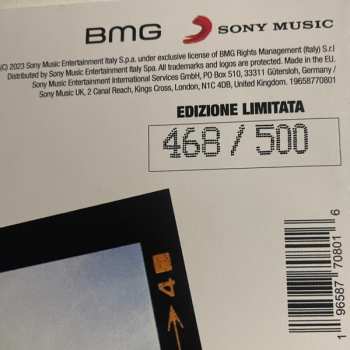 BMG SONY MUSIC
(C) 2023 Sony Music Entertainment Italy S.p.a. under exclusive license of BMG Rights Management (Italy) S.r.l
Distributed by Sony Music Entertainment Italy Spa. All trademarks and logos are protected. Made in the EU.
Sony Music Entertainment International Services GmbH, PO Box 510, 33311 Gütersloh, Germany /
Sony Music UK, 2 Canal Reach, Kings Cross, London, N1C 4DB, United Kingdom. 19658770801
EDIZIONE LIMITATA
468 / 500
1 96587 70801 6
4